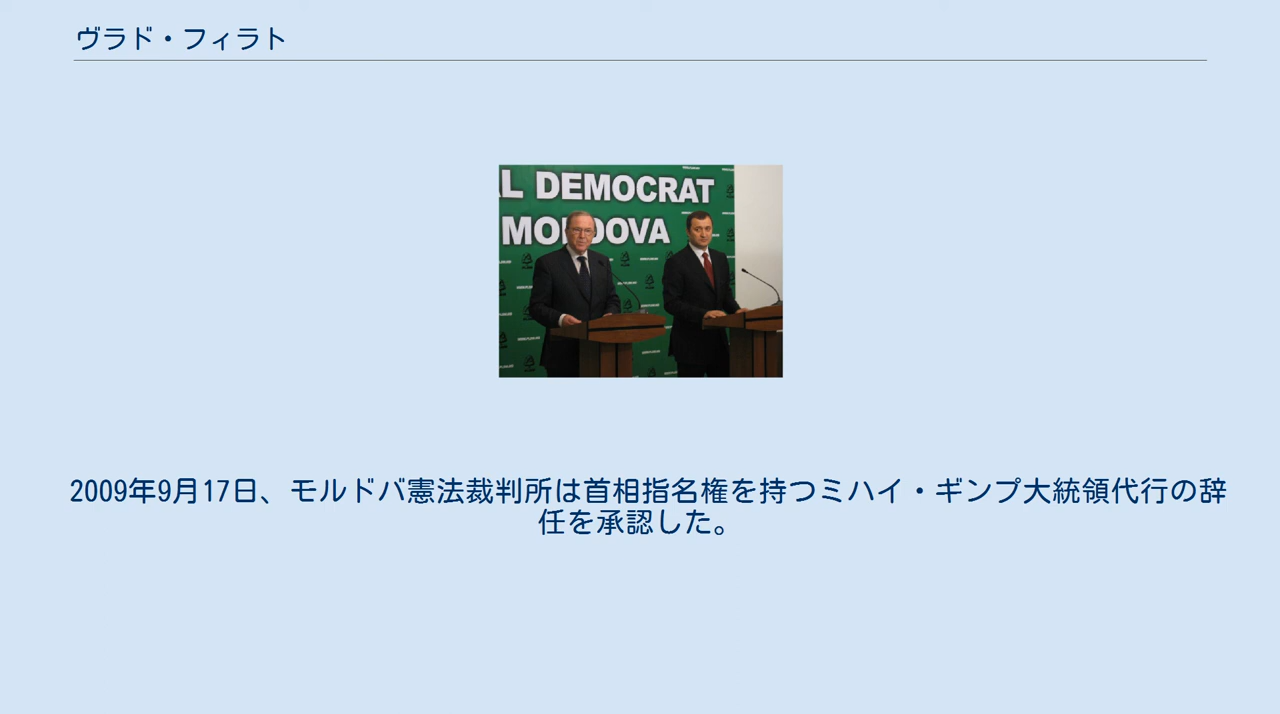 ヴラド・フィラト
L DEMOCRAT
MOLDOVA
2009年9月17日、モルドバ憲法裁判所は首相指名権を持つミハイ・ギンプ大統領代行の辞
任を承認した。